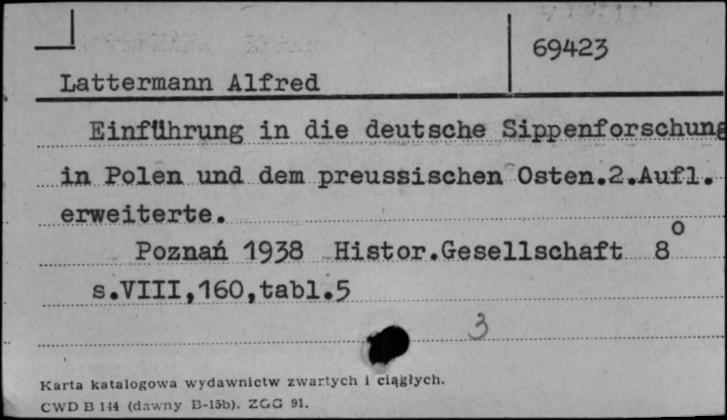 69423
Lattermann Alfred
Einführung in die deutsche Sippenforschung
in Polen und dem preussischen Osten.2.Aufl.
erweiterte.
Poznań 1938 Histor.Gesellschaft 8°
s.VIII,160,tabl.5
3
Karta katalogowa wydawnictw zwartych i ciągłych.
CWD B 144 (dawny B-15b). ZGG 91.